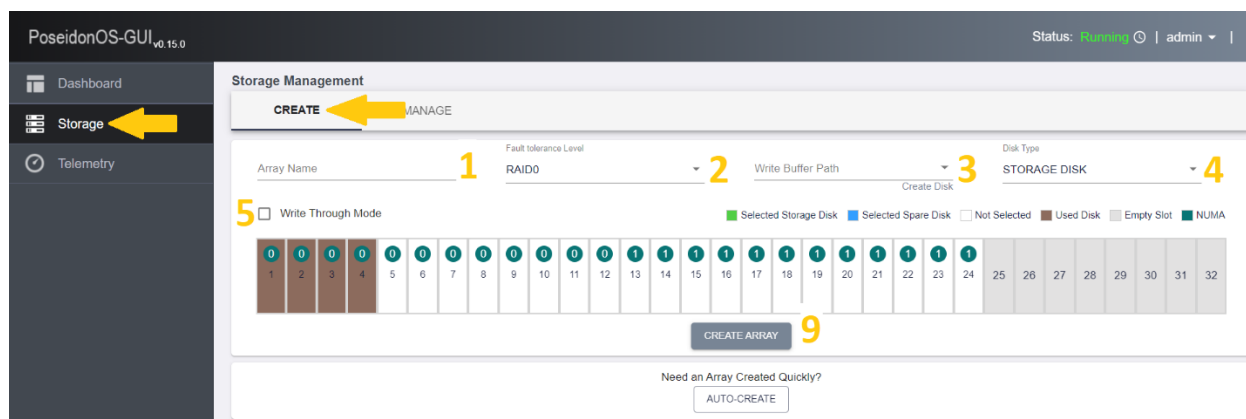 PoseidonOS-GUI v0.15.0
Status: Running | admin |
Dashboard
Storage
Telemetry
Storage Management
CREATE MANAGE
Array Name 1
Fault tolerance Level
RAID0 2
Write Buffer Path 3
Create Disk
Disk Type
STORAGE DISK 4
5 Write Through Mode
Selected Storage Disk Selected Spare Disk Not Selected Used Disk Empty Slot NUMA
0 0 0 0 0 0 0 0 0 0 0 0 1 1 1 1 1 1 1 1 1 1 1 1
1 2 3 4 5 6 7 8 9 10 11 12 13 14 15 16 17 18 19 20 21 22 23 24 25 26 27 28 29 30 31 32
CREATE ARRAY 9
Need an Array Created Quickly?
AUTO-CREATE